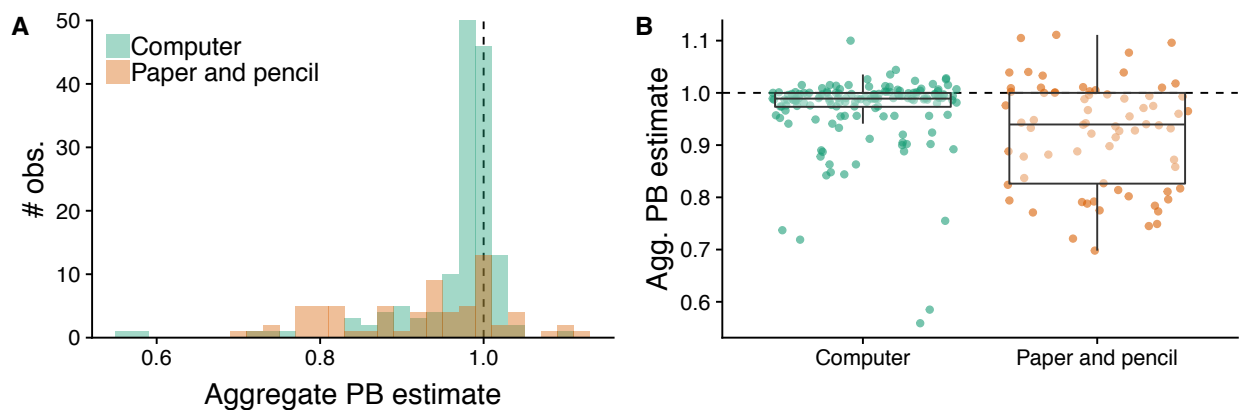 A
# obs.
50
40
30
20
10
0
Computer
Paper and pencil
0.6
0.8
1.0
Aggregate PB estimate
B
Agg. PB estimate
1.1
1.0
0.9
0.8
0.7
0.6
Computer
Paper and pencil